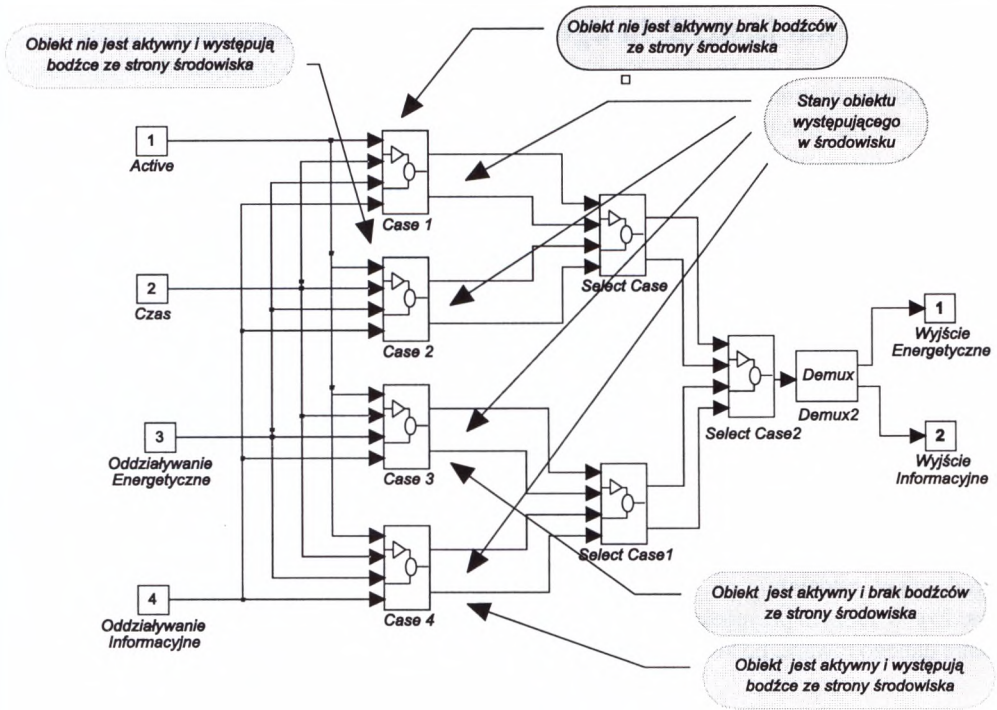 Obiekt nie jest aktywny i występują
bodźce ze strony środowiska
Obiekt nie jest aktywny brak bodźców
ze strony środowiska
Stany obiektu
występującego
w środowisku
1
Active
Case 1
2
Czas
Case 2
Select Case
1
Wyjście
Energetyczne
Demux
Demux2
Select Case2
3
Oddziaływanie
Energetyczne
Case 3
2
Wyjście
Informacyjne
Select Case1
4
Oddziaływanie
Informacyjne
Case 4
Obiekt jest aktywny i brak bodźców
ze strony środowiska
Obiekt jest aktywny i występują
bodźce ze strony środowiska